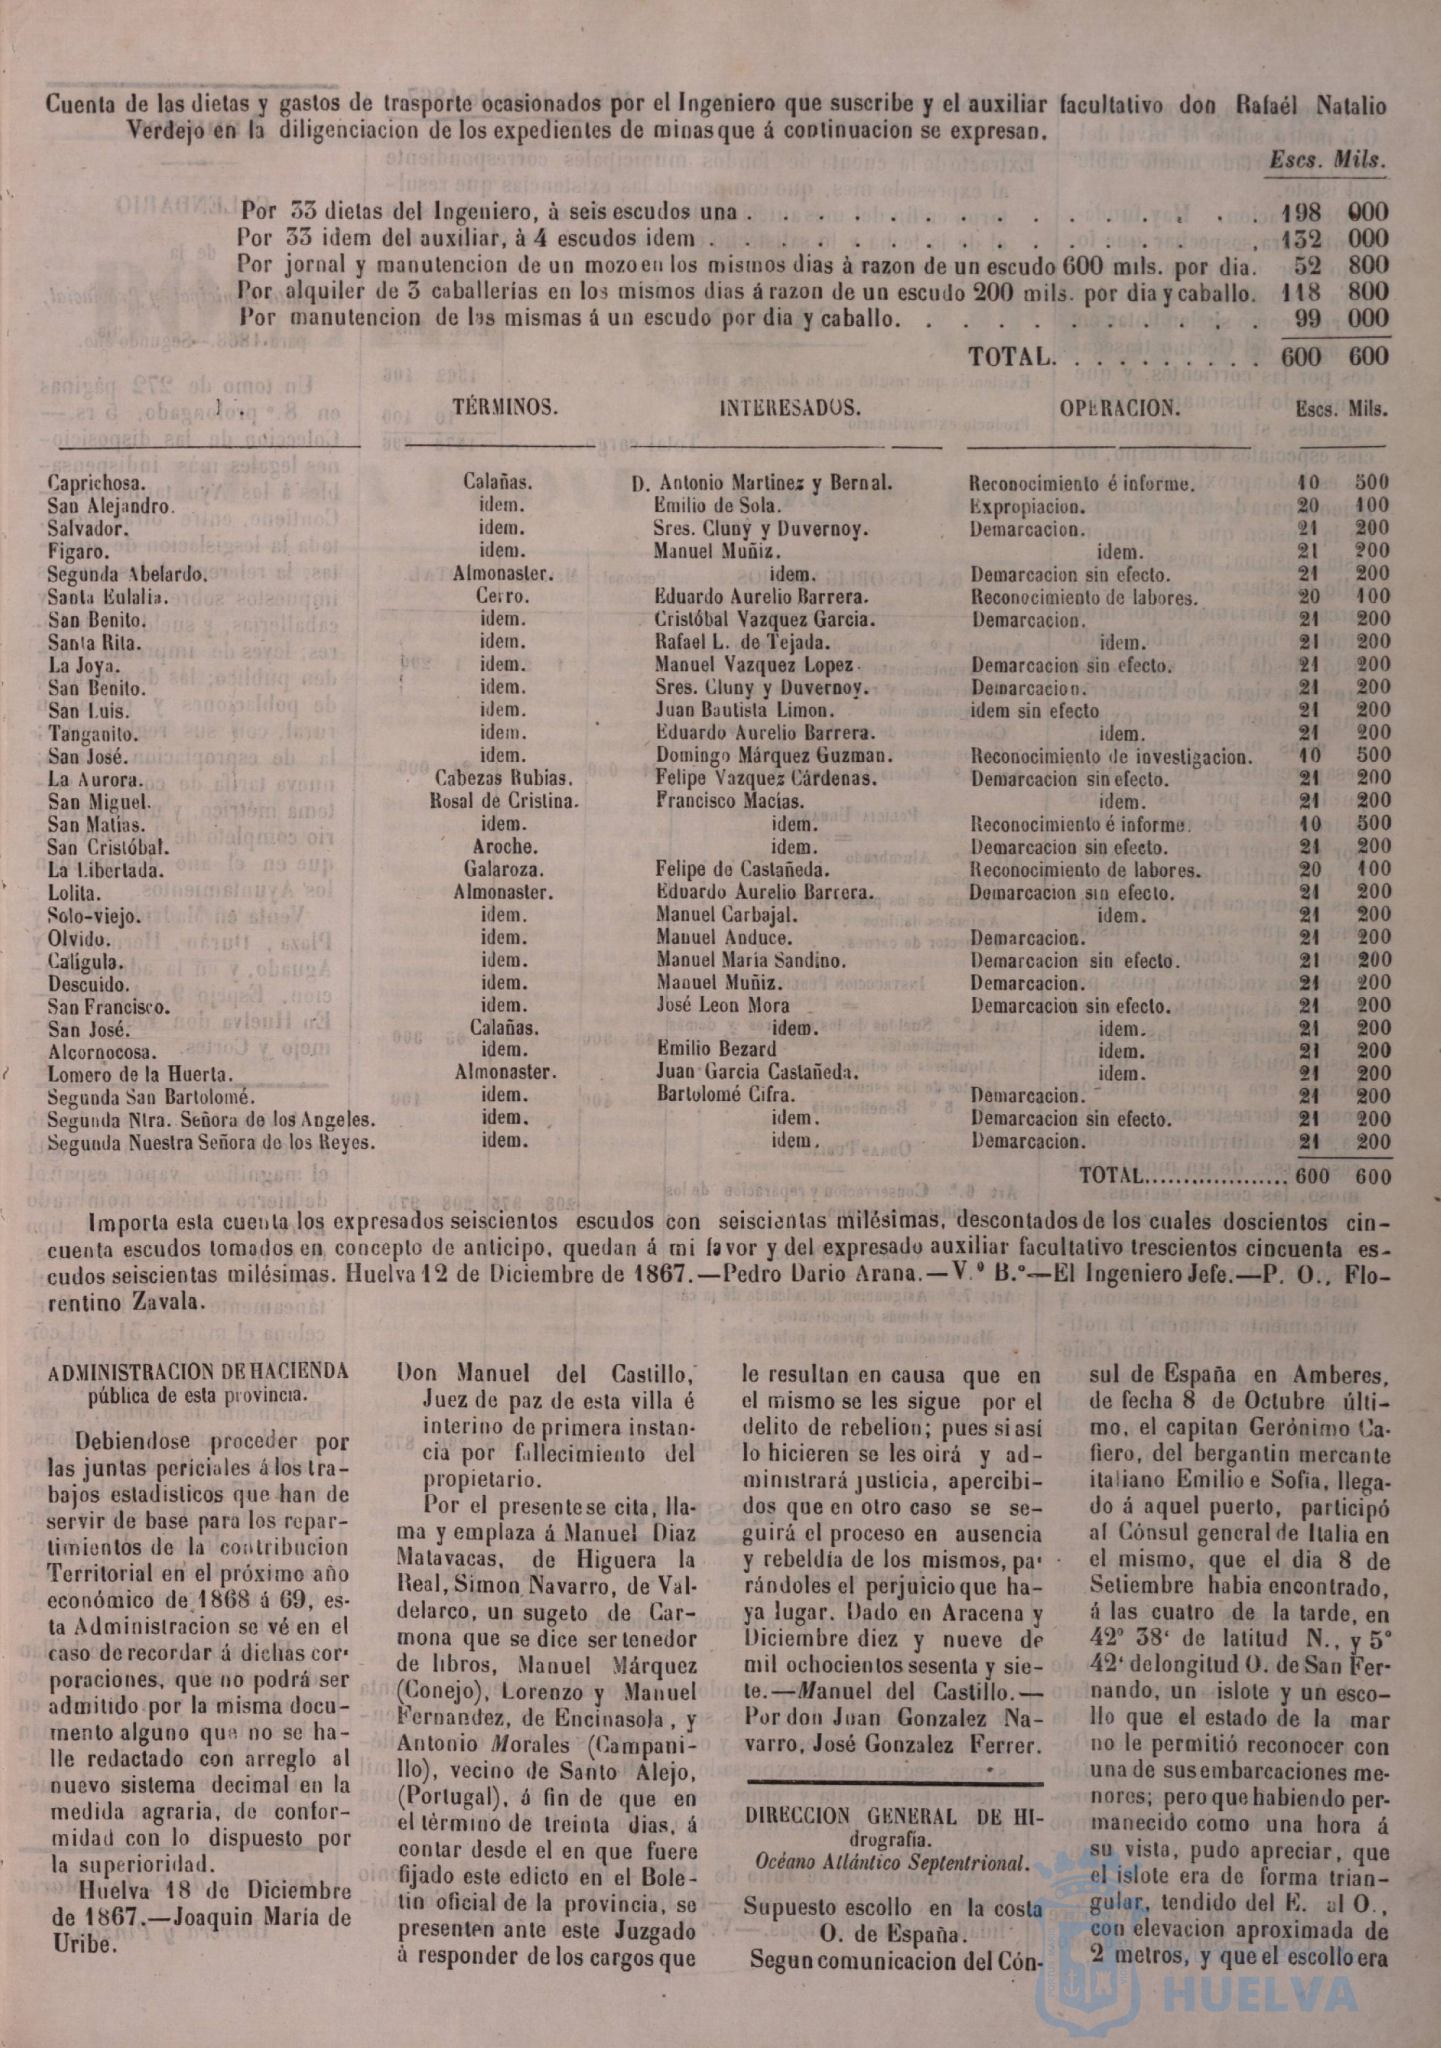 Cuenta de las dietas y gastos de trasporte ocasionados por el Ingeniero que suscribe y el auxiliar facultativo don Rafaél Natalio
Verdejo en la diligenciacion de los expedientes de minas que á continuacion se expresan.
Escs. Mils.
Por 33 dietas del Ingeniero, à seis escudos una . . . . . . . . . . . . . . 198 000
Por 33 idem del auxiliar, à 4 escudos idem . . . . . . . . . . . . . . . 132 000
Por jornal y manutencion de un mozo en los mismos dias à razon de un escudo 600 mils. por dia. 52 800
Por alquiler de 3 caballerías en los mismos dias á razon de un escudo 200 mils. por dia y caballo. 118 800
Por manutencion de las mismas á un escudo por dia y caballo. . . . . . . . . . . 99 000
TOTAL. . . . . . . . . . 600 600
TÉRMINOS. INTERESADOS. OPERACION. Escs. Mils.
Caprichosa. Calañas. D. Antonio Martinez y Bernal. Reconocimiento é informe. 10 500
San Alejandro. idem. Emilio de Sola. Expropiacion. 20 100
Salvador. idem. Sres. Cluny y Duvernoy. Demarcacion. 21 200
Figaro. idem. Manuel Muñiz. idem. 21 200
Segunda Abelardo. Almonaster. idem. Demarcacion sin efecto. 21 200
Santa Eulalia. Cerro. Eduardo Aurelio Barrera. Reconocimiento de labores. 20 100
San Benito. idem. Cristóbal Vazquez Garcia. Demarcacion. 21 200
Santa Rita. idem. Rafael L. de Tejada. idem. 21 200
La Joya. idem. Manuel Vazquez Lopez. Demarcacion sin efecto. 21 200
San Benito. idem. Sres. Cluny y Duvernoy. Demarcacion. 21 200
San Luis. idem. Juan Bautista Limon. idem sin efecto 21 200
Tanganito. idem. Eduardo Aurelio Barrera. idem. 21 200
San José. idem. Domingo Márquez Guzman. Reconocimiento de investigacion. 10 500
La Aurora. Cabezas Rubias. Felipe Vazquez Cárdenas. Demarcacion sin efecto. 21 200
San Miguel. Rosal de Cristina. Francisco Macías. idem. 21 200
San Matias. idem. idem. Reconocimiento é informe. 10 500
San Cristóbal. Aroche. idem. Demarcacion sin efecto. 21 200
La Libertada. Galaroza. Felipe de Castañeda. Reconocimiento de labores. 20 100
Lolita. Almonaster. Eduardo Aurelio Barrera. Demarcacion sin efecto. 21 200
Solo-viejo. idem. Manuel Carbajal. idem. 21 200
Olvido. idem. Manuel Anduce. Demarcacion. 21 200
Calígula. idem. Manuel María Sandino. Demarcacion sin efecto. 21 200
Descuido. idem. Manuel Muñiz. Demarcacion. 21 200
San Francisco. idem. José Leon Mora Demarcacion sin efecto. 21 200
San José. Calañas. idem. idem. 21 200
Alcornocosa. idem. Emilio Bezard idem. 21 200
Lomero de la Huerta. Almonaster. Juan Garcia Castañeda. idem. 21 200
Segunda San Bartolomé. idem. Bartolomé Cifra. Demarcacion. 21 200
Segunda Ntra. Señora de los Angeles. idem. idem. Demarcacion sin efecto. 21 200
Segunda Nuestra Señora de los Reyes. idem. idem. Demarcacion. 21 200
TOTAL................... 600 600
Importa esta cuenta los expresados seiscientos escudos con seiscientas milésimas, descontados de los cuales doscientos cin-
cuenta escudos tomados en concepto de anticipo, quedan á mi favor y del expresado auxiliar facultativo trescientos cincuenta es-
cudos seiscientas milésimas. Huelva 12 de Diciembre de 1867.—Pedro Dario Arana.—V.º B.º—El Ingeniero Jefe.—P. O., Flo-
rentino Zavala.
ADMINISTRACION DE HACIENDA
pública de esta provincia.
Debiendose proceder por
las juntas periciales á los tra-
bajos estadisticos que han de
servir de base para los repar-
timientos de la contribucion
Territorial en el próximo año
económico de 1868 á 69, es-
ta Administracion se vé en el
caso de recordar á dichas cor-
poraciones, que no podrá ser
admitido por la misma docu-
mento alguno que no se ha-
lle redactado con arreglo al
nuevo sistema decimal en la
medida agraria, de confor-
midad con lo dispuesto por
la superioridad.
Huelva 18 de Diciembre
de 1867.—Joaquin María de
Uribe.
Don Manuel del Castillo,
Juez de paz de esta villa é
interino de primera instan-
cia por fallecimiento del
propietario.
Por el presente se cita, lla-
ma y emplaza á Manuel Diaz
Matavacas, de Higuera la
Real, Simon Navarro, de Val-
delarco, un sugeto de Car-
mona que se dice ser tenedor
de libros, Manuel Márquez
(Conejo), Lorenzo y Manuel
Fernandez, de Encinasola, y
Antonio Morales (Campani-
llo), vecino de Santo Alejo,
(Portugal), á fin de que en
el término de treinta dias, á
contar desde el en que fuere
fijado este edicto en el Bole-
tin oficial de la provincia, se
presenten ante este Juzgado
à responder de los cargos que
le resultan en causa que en
el mismo se les sigue por el
delito de rebelion; pues si así
lo hicieren se les oirá y ad-
ministrará justicia, apercibi-
dos que en otro caso se se-
guirá el proceso en ausencia
y rebeldía de los mismos, pa-
rándoles el perjuicio que ha-
ya lugar. Dado en Aracena y
Diciembre diez y nueve de
mil ochocientos sesenta y sie-
te.—Manuel del Castillo.—
Por don Juan Gonzalez Na-
varro, José Gonzalez Ferrer.
DIRECCION GENERAL DE HI-
drografía.
Océano Atlántico Septentrional.
Supuesto escollo en la costa
O. de España.
Segun comunicacion del Cón-
sul de España en Amberes,
de fecha 8 de Octubre últi-
mo, el capitan Gerónimo Ca-
fiero, del bergantin mercante
italiano Emilio e Sofia, llega-
do á aquel puerto, participó
al Cónsul general de Italia en
el mismo, que el dia 8 de
Setiembre habia encontrado,
á las cuatro de la tarde, en
42º 38‘ de latitud N., y 5º
42‘ de longitud O. de San Fer-
nando, un islote y un esco-
llo que el estado de la mar
no le permitió reconocer con
una de sus embarcaciones me-
nores; pero que habiendo per-
manecido como una hora á
su vista, pudo apreciar, que
el islote era de forma trian-
gular, tendido del E. al O.,
con elevacion aproximada de
2 metros, y que el escollo era
HUELVA